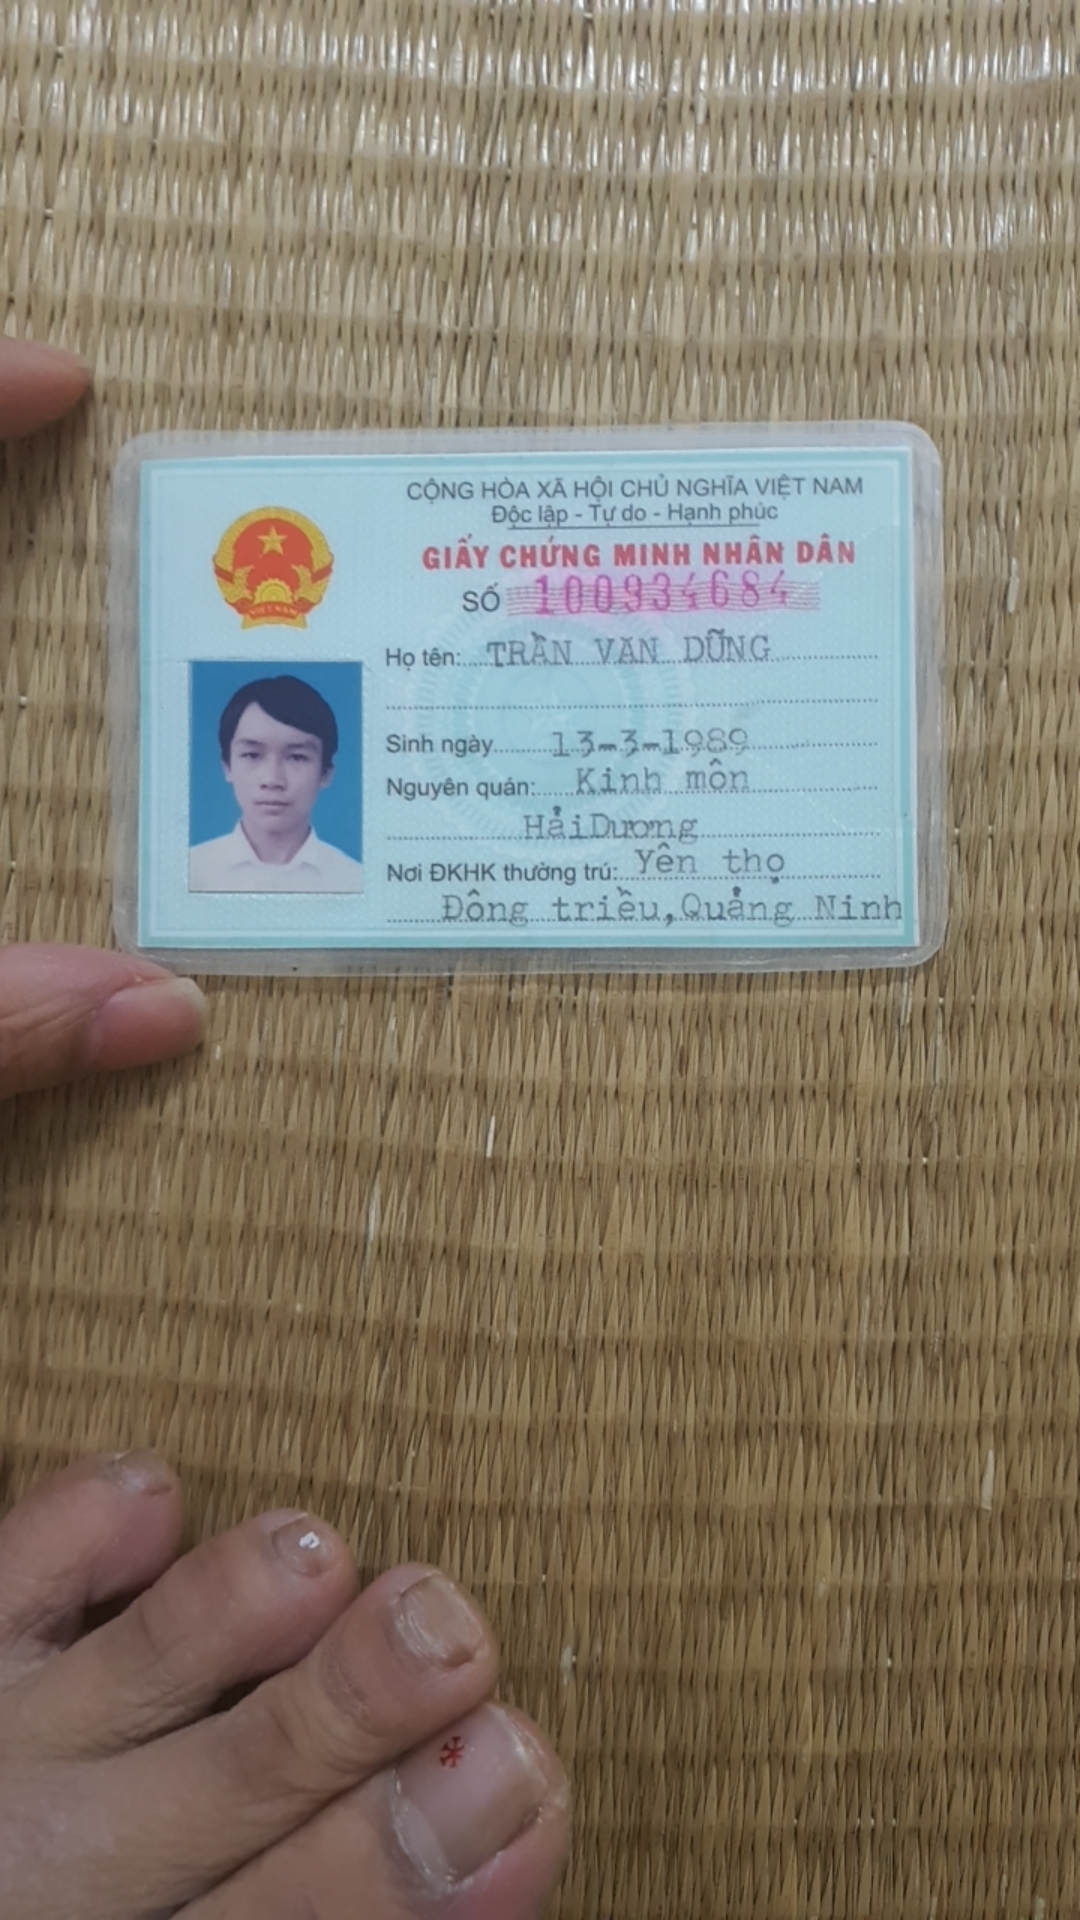 CỘNG HÒA XÃ HỘI CHỦ NGHĨA VIỆT NAM
Độc lập - Tự do - Hạnh phúc
GIẤY CHỨNG MINH NHÂN DÂN
SỐ 100934684
VIET NAM
Họ tên: TRẦN VĂN DŨNG
Sinh ngày 13-3-1989
Nguyên quán: Kinh môn
HảiDương
Nơi ĐKHK thường trú: Yên thọ
Đông triều,Quảng Ninh